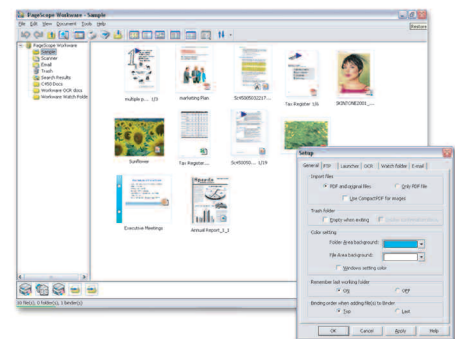 PageScope Workware - Sample
File Edit View Document Tools Help
Restore
PageScope Workware
Sample
Scanner
Email
Trash
Search Results
C450 Docs
Workware OCR docs
Workware Watch Folde
multiple p... 1/3
marketing Plan
Tax Register 1/6
SKINTONE2001_...
Sunflower
Tax Register...
1/19
Executive Meetings
Annual Report_1_1
Setup
General FTP Launcher OCR Watch folder E-mail
Import files
PDF and original files
Only PDF file
Use CompactPDF for images
Trash folder
Empty when exiting
Color setting
Folder Area background:
File Area background:
Windows setting color
Remember last working folder
ON
OFF
Binding order when adding file(s) to Binder
Top
Last
OK Cancel Apply Help